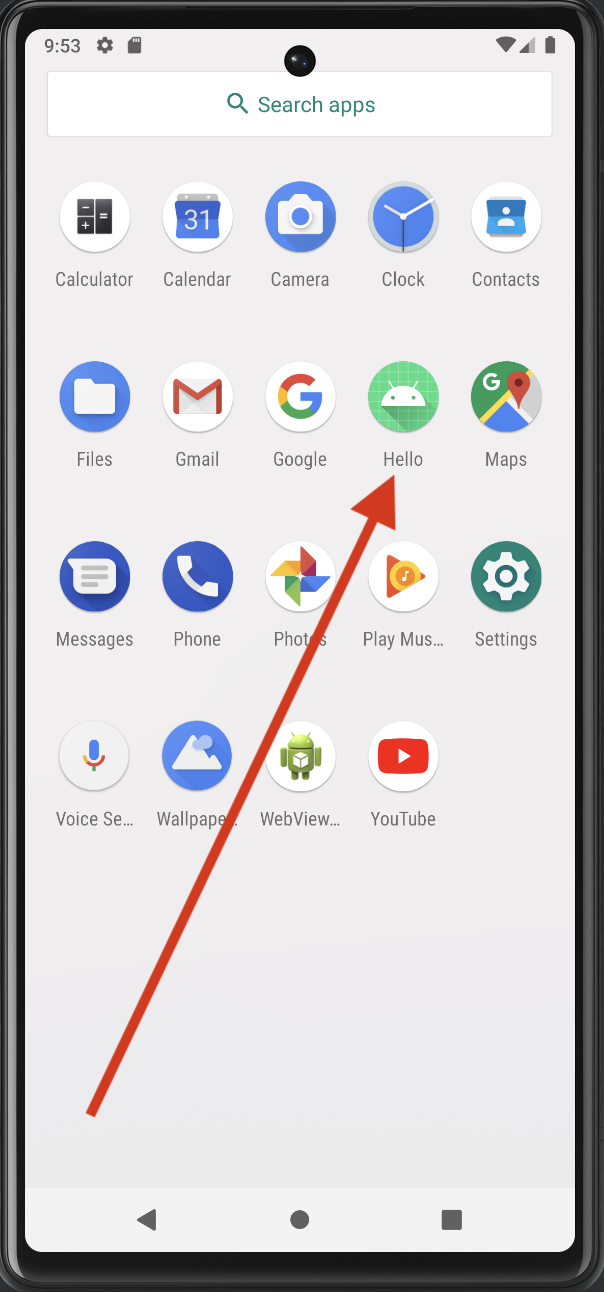 9:53
Search apps
31
Calculator Calendar Camera Clock Contacts
G
Files Gmail Google Hello Maps
Messages Phone Photos Play Mus... Settings
Voice Se... Wallpape... WebView... YouTube